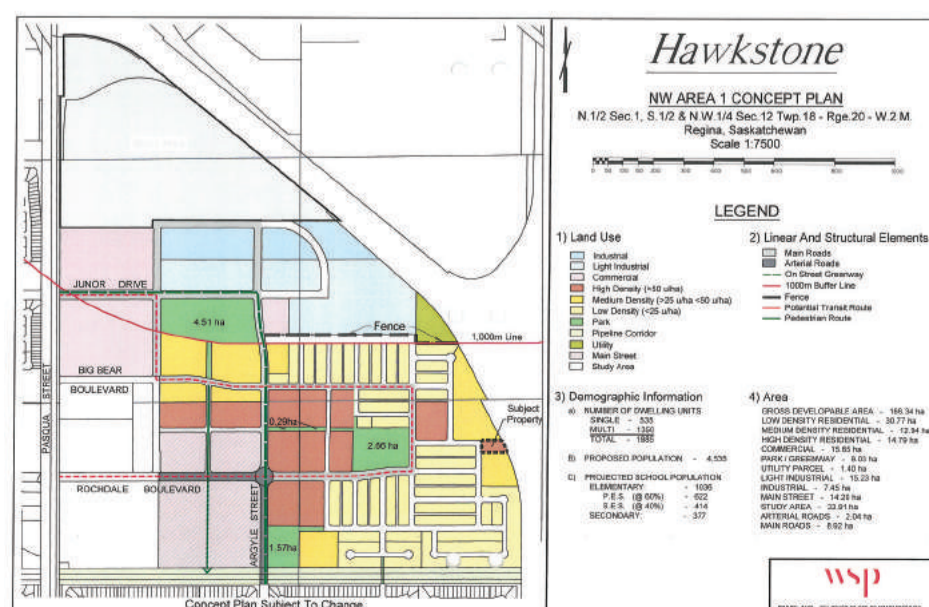 Hawkstone
NW AREA 1 CONCEPT PLAN
N.1/2 Sec.1, S.1/2 & N.W.1/4 Sec.12 Twp.18 - Rge.20 - W.2 M.
Regina, Saskatchewan
Scale 1:7500
LEGEND
1) Land Use
Industrial
Light Industrial
Commercial
High Density (>50 u/ha)
Medium Density (>25 u/ha <50 u/ha)
Low Density (<25 u/ha)
Park
Pipeline Corridor
Utility
Main Street
Study Area
2) Linear And Structural Elements
Main Roads
Arterial Roads
On Street Greenway
1000m Buffer Line
Fence
Potential Transit Route
Pedestrian Route
3) Demographic Information
a) NUMBER OF DWELLING UNITS
SINGLE - 535
MULTI - 1350
TOTAL - 1885
B) PROPOSED POPULATION - 4,535
C) PROJECTED SCHOOL POPULATION
ELEMENTARY: - 1036
P.E.S. (@ 60%) - 622
S.E.S. (@ 40%) - 414
SECONDARY: - 377
4) Area
GROSS DEVELOPABLE AREA - 166.34 ha
LOW DENSITY RESIDENTIAL - 30.77 ha
MEDIUM DENSITY RESIDENTIAL - 12.94 ha
HIGH DENSITY RESIDENTIAL - 14.79 ha
COMMERCIAL - 15.65 ha
PARK / GREENWAY -
UTILITY PARCEL - 1.40 ha
LIGHT INDUSTRIAL - 15.23 ha
INDUSTRIAL - 7.45 ha
MAIN STREET -
STUDY AREA - 33.91 ha
ARTERIAL ROADS - 2.04 ha
MAIN ROADS - 8.92 ha
JUNOR DRIVE
4.51 ha
Fence
1,000m Line
BIG BEAR
BOULEVARD
PASQUA STREET
0.29ha
2.66 ha
Subject
Property
ROCHDALE BOULEVARD
ARGYLE STREET
1.57ha
Concept Plan Subject To Change
wsp